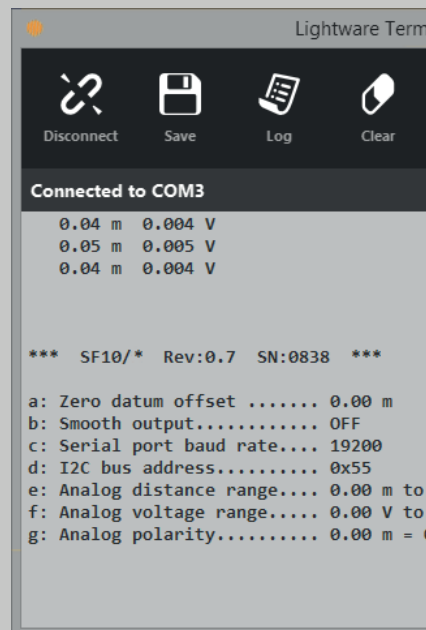 Lightware Term
Disconnect Save Log Clear
Connected to COM3
0.04 m 0.004 V
0.05 m 0.005 V
0.04 m 0.004 V
*** SF10/* Rev:0.7 SN:0838 ***
a: Zero datum offset ....... 0.00 m
b: Smooth output............ OFF
c: Serial port baud rate.... 19200
d: I2C bus address.......... 0x55
e: Analog distance range.... 0.00 m to
f: Analog voltage range..... 0.00 V to
g: Analog polarity.......... 0.00 m =